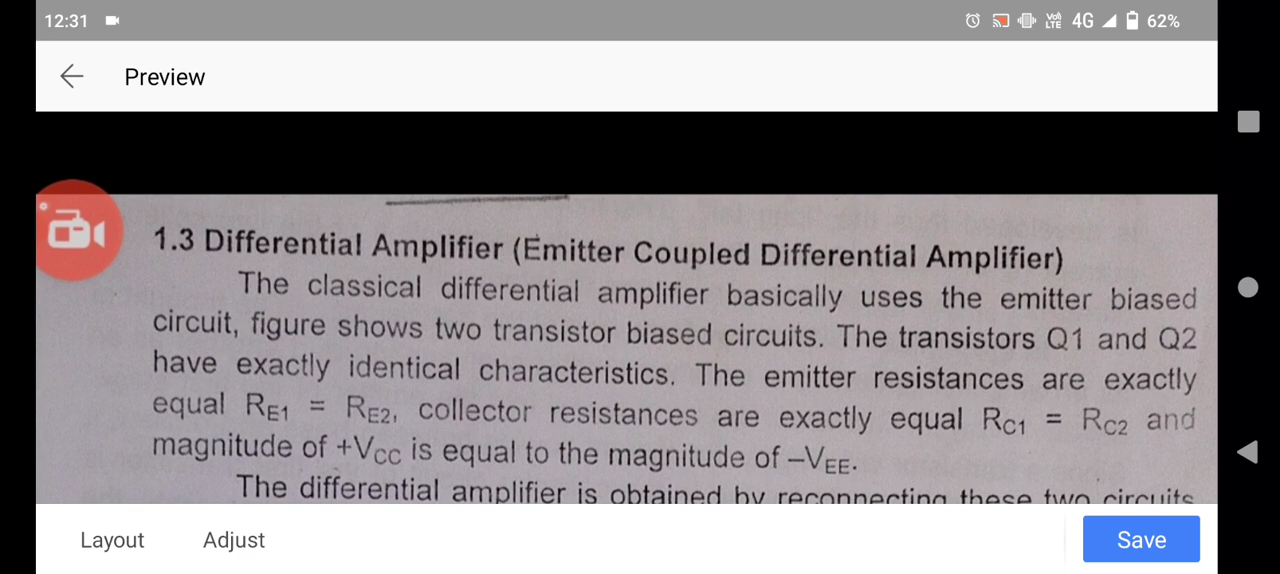 12:31
Vo) LTE 4G 62%
Preview
1.3 Differential Amplifier (Emitter Coupled Differential Amplifier)
The classical differential amplifier basically uses the emitter biased
circuit, figure shows two transistor biased circuits. The transistors Q1 and Q2
have exactly identical characteristics. The emitter resistances are exactly
equal RE1 = RE2, collector resistances are exactly equal RC1 = RC2 and
magnitude of +VCC is equal to the magnitude of –VEE.
The differential amplifier is obtained by reconnecting these two circuits
Layout Adjust Save